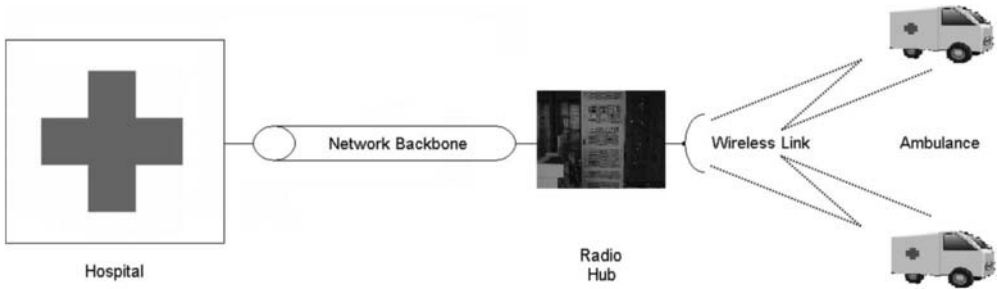 Network Backbone
Wireless Link
Ambulance
Hospital
Radio
Hub